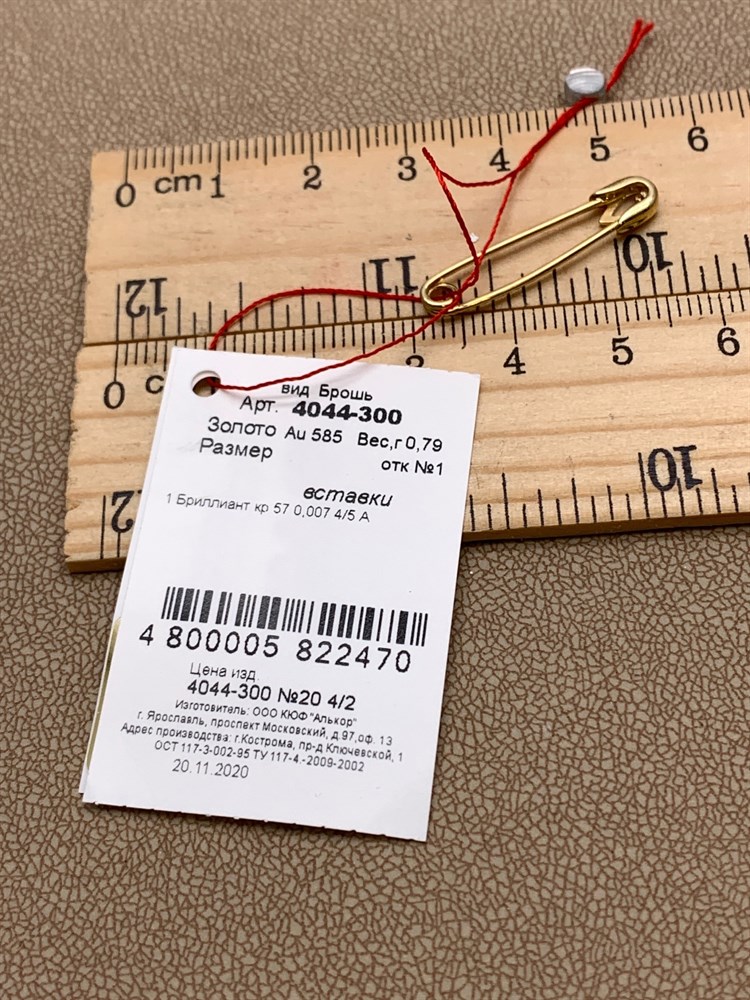 0 cm 1 2 3 4 5 6
12 11 10
0 c 3 4 5 6
12 10
вид Брошь
Арт. 4044-300
Золото Au 585 Вес,г 0,79
Размер отк №1
вставки
1 Бриллиант кр 57 0,007 4/5 А
4 800005 822470
Цена изд.
4044-300 №20 4/2
Изготовитель: ООО КЮФ "Алькор"
г. Ярославль, проспект Московский, д.97,оф. 13
Адрес производства: г.Кострома, пр-д Ключевской, 1
ОСТ 117-3-002-95 ТУ 117-4.-2009-2002
20.11.2020